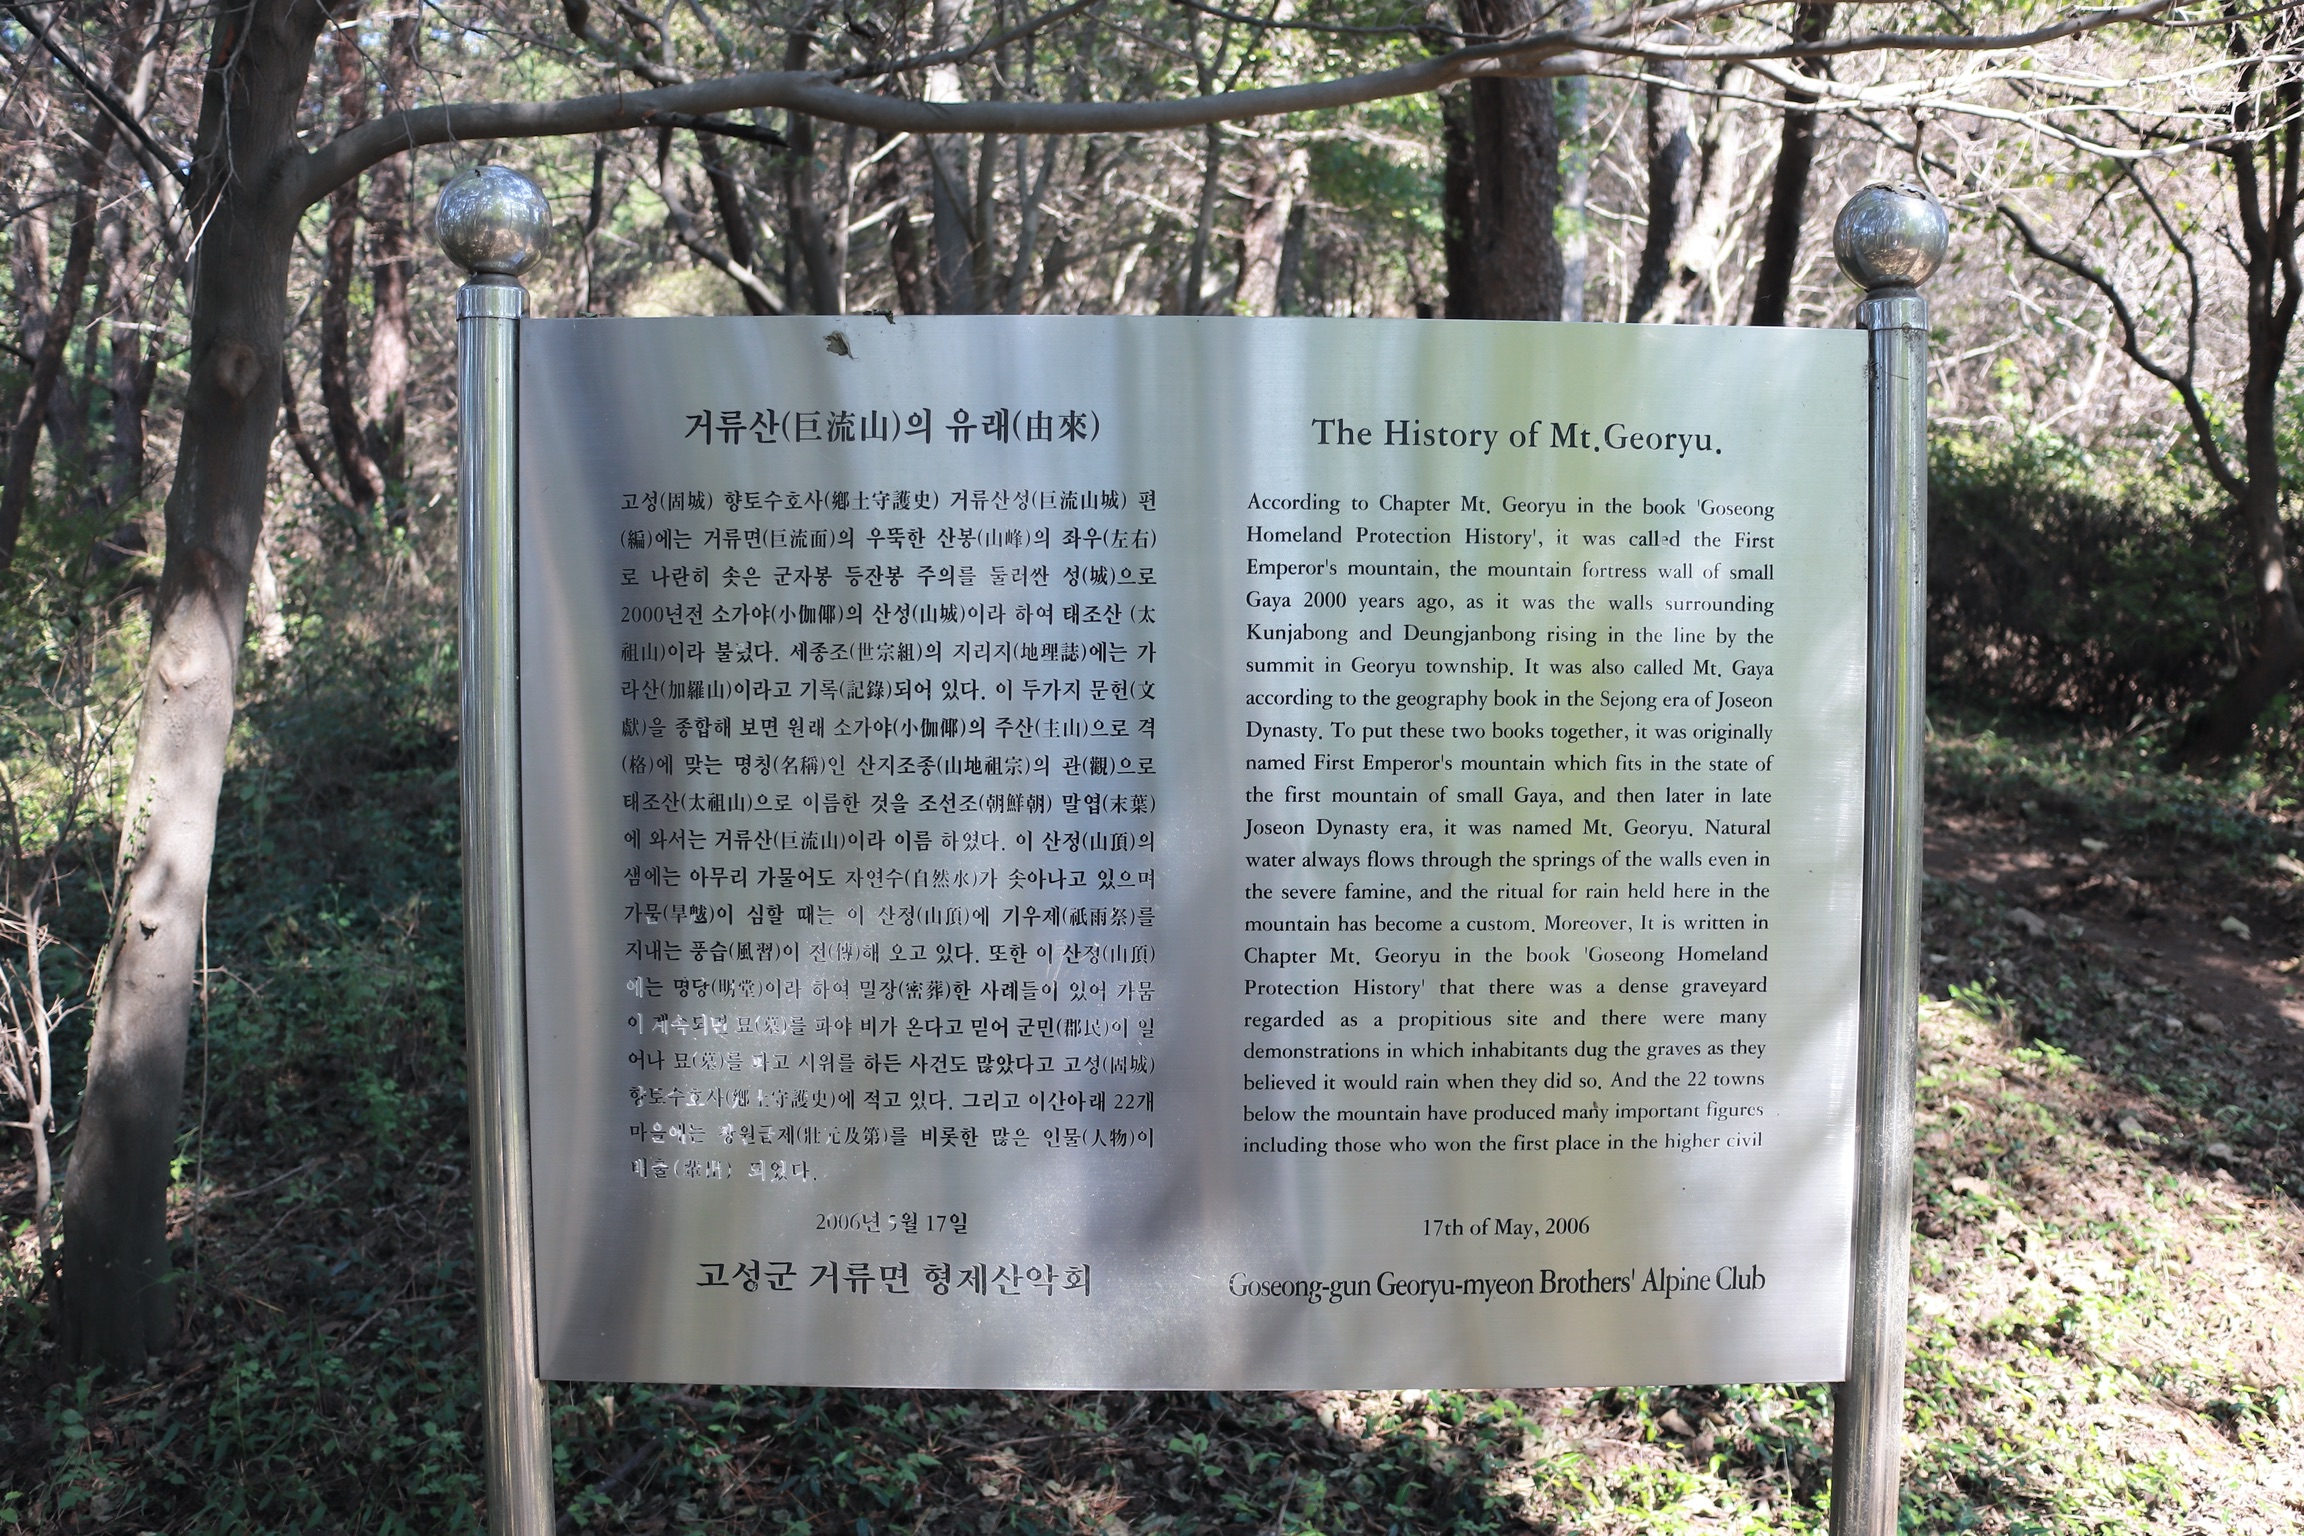 거류산(巨流山)의 유래(由來)
고성(固城) 향토수호사(鄕土守護史) 거류산성(巨流山城) 편
(編)에는 거류면(巨流面)의 우뚝한 산봉(山峰)의 좌우(左右)
로 나란히 솟은 군자봉 등잔봉 주의를 둘러싼 성(城)으로
2000년전 소가야(小伽倻)의 산성(山城)이라 하여 태조산 (太
祖山)이라 불렀다. 세종조(世宗組)의 지리지(地理誌)에는 가
라산(加羅山)이라고 기록(記錄)되어 있다. 이 두가지 문헌(文
獻)을 종합해 보면 원래 소가야(小伽倻)의 주산(主山)으로 격
(格)에 맞는 명칭(名稱)인 산지조종(山地祖宗)의 관(觀)으로
태조산(太祖山)으로 이름한 것을 조선조(朝鮮朝) 말엽(末葉)
에 와서는 거류산(巨流山)이라 이름 하였다. 이 산정(山頂)의
샘에는 아무리 가물어도 자연수(自然水)가 솟아나고 있으며
가뭄(旱魃)이 심할 때는 이 산정(山頂)에 기우제(祇雨祭)를
지내는 풍습(風習)이 전(傳)해 오고 있다. 또한 이 산정(山頂)
에는 명당(明堂)이라 하여 밀장(密葬)한 사례들이 있어 가뭄
이 계속되면 묘(墓)를 파야 비가 온다고 믿어 군민(郡民)이 일
어나 묘(墓)를 파고 시위를 하든 사건도 많았다고 고성(固城)
향토수호사(鄕土守護史)에 적고 있다. 그리고 이산아래 22개
마을에는 장원급제(壯元及第)를 비롯한 많은 인물(人物)이
배출(輩出) 되었다.
2006년 5월 17일
고성군 거류면 형제산악회
The History of Mt.Georyu.
According to Chapter Mt. Georyu in the book 'Goseong
Homeland Protection History', it was called the First
Emperor's mountain, the mountain fortress wall of small
Gaya 2000 years ago, as it was the walls surrounding
Kunjabong and Deungjanbong rising in the line by the
summit in Georyu township. It was also called Mt. Gaya
according to the geography book in the Sejong era of Joseon
Dynasty. To put these two books together, it was originally
named First Emperor's mountain which fits in the state of
the first mountain of small Gaya, and then later in late
Joseon Dynasty era, it was named Mt. Georyu. Natural
water always flows through the springs of the walls even in
the severe famine, and the ritual for rain held here in the
mountain has become a custom. Moreover, It is written in
Chapter Mt. Georyu in the book 'Goseong Homeland
Protection History' that there was a dense graveyard
regarded as a propitious site and there were many
demonstrations in which inhabitants dug the graves as they
believed it would rain when they did so. And the 22 towns
below the mountain have produced many important figures
including those who won the first place in the higher civil
17th of May, 2006
Goseong-gun Georyu-myeon Brothers' Alpine Club